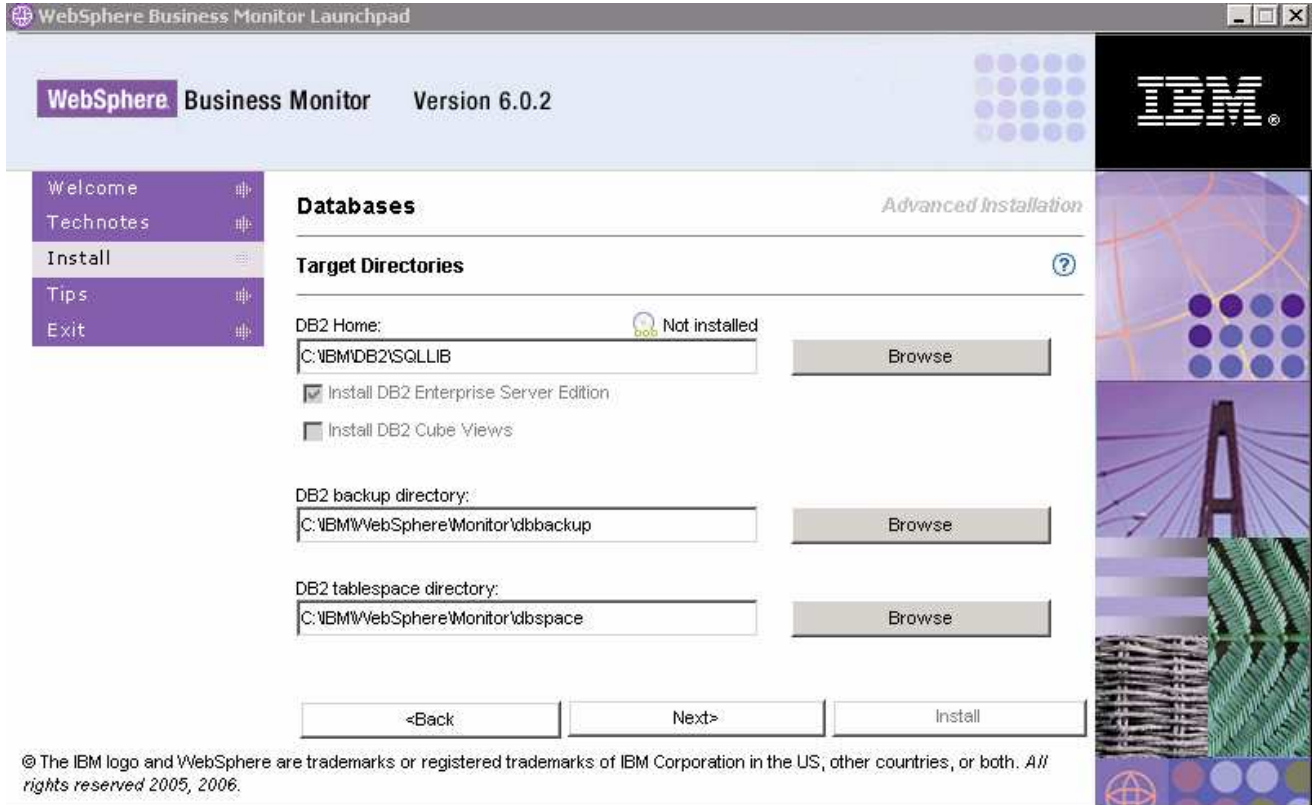 WebSphere Business Monitor Launchpad
WebSphere Business Monitor Version 6.0.2
IBM®
Welcome
Technotes
Install
Tips
Exit
Databases Advanced Installation
Target Directories ?
DB2 Home: Not installed
C:\IBM\DB2\SQLLIB Browse
Install DB2 Enterprise Server Edition
Install DB2 Cube Views
DB2 backup directory:
C:\IBM\WebSphere\Monitor\dbbackup Browse
DB2 tablespace directory:
C:\IBM\WebSphere\Monitor\dbspace Browse
<Back Next> Install
© The IBM logo and WebSphere are trademarks or registered trademarks of IBM Corporation in the US, other countries, or both. All
rights reserved 2005, 2006.